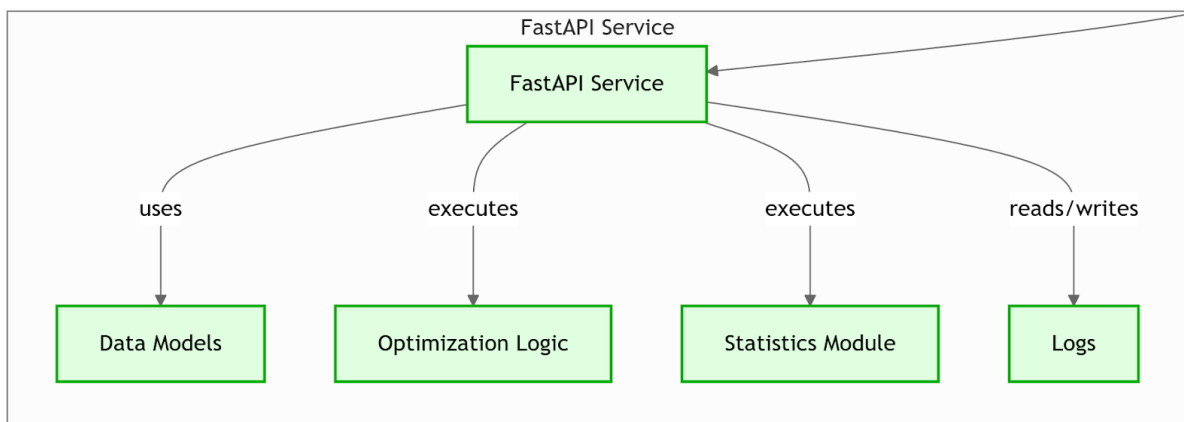 FastAPI Service
FastAPI Service
uses
executes
executes
reads/writes
Data Models
Optimization Logic
Statistics Module
Logs